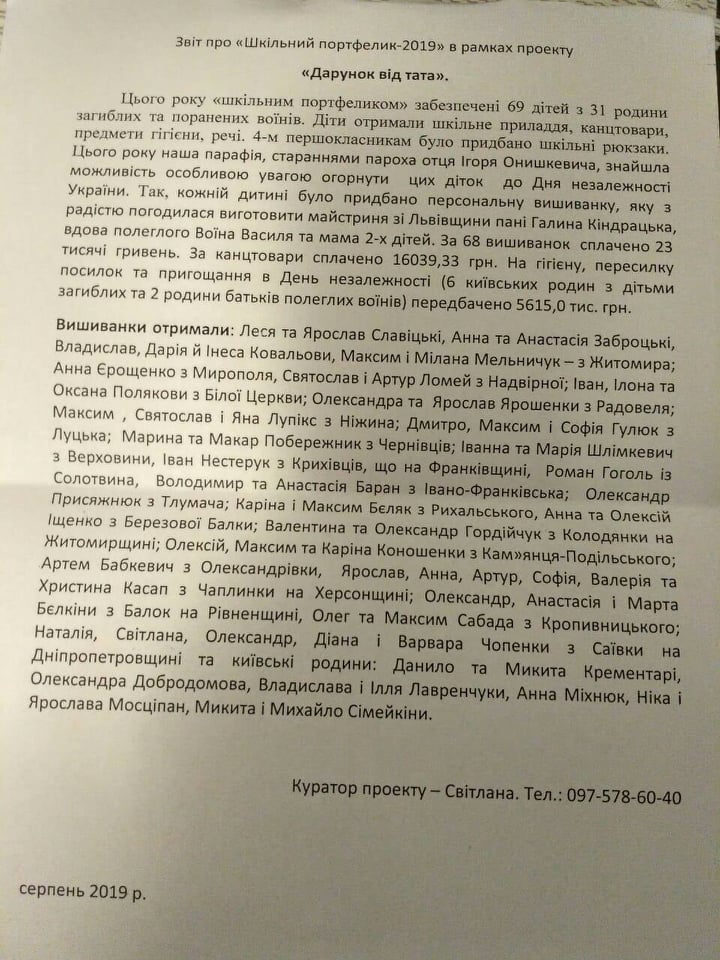 Звіт про «Шкільний портфелик-2019» в рамках проекту
«Дарунок від тата».
Цього року «шкільним портфеликом» забезпечені 69 дітей з 31 родини
загиблих та поранених воїнів. Діти отримали шкільне приладдя, канцтовари,
предмети гігієни, речі. 4-м першокласникам було придбано шкільні рюкзаки.
Цього року наша парафія, стараннями пароха отця Ігоря Онишкевича, знайшла
можливість особливою увагою огорнути цих діток до Дня незалежності
України. Так, кожній дитині було придбано персональну вишиванку, яку з
радістю погодилася виготовити майстриня зі Львівщини пані Галина Кіндрацька,
вдова полеглого Воїна Василя та мама 2-х дітей. За 68 вишиванок сплачено 23
тисячі гривень. За канцтовари сплачено 16039,33 грн. На гігієну, пересилку
посилок та пригощання в День незалежності (6 київських родин з дітьми
загиблих та 2 родини батьків полеглих воїнів) передбачено 5615,0 тис. грн.
Вишиванки отримали: Леся та Ярослав Славіцькі, Анна та Анастасія Заброцькі,
Владислав, Дарія й Інеса Ковальови, Максим і Мілана Мельничук – з Житомира;
Анна Єрощенко з Мирополя, Святослав і Артур Ломей з Надвірної; Іван, Ілона та
Оксана Полякови з Білої Церкви; Олександра та Ярослав Ярошенки з Радовеля;
Максим , Святослав і Яна Лупікс з Ніжина; Дмитро, Максим і Софія Гулюк з
Луцька; Марина та Макар Побережник з Чернівців; Іванна та Марія Шлімкевич
з Верховини, Іван Нестерук з Крихівців, що на Франківщині, Роман Гоголь із
Солотвина, Володимир та Анастасія Баран з Івано-Франківська; Олександр
Присяжнюк з Тлумача; Каріна і Максим Бєляк з Рихальського, Анна та Олексій
Іщенко з Березової Балки; Валентина та Олександр Гордійчук з Колодянки на
Житомирщині; Олексій, Максим та Каріна Коношенки з Кам»янця-Подільського;
Артем Бабкевич з Олександрівки, Ярослав, Анна, Артур, Софія, Валерія та
Христина Касап з Чаплинки на Херсонщині; Олександр, Анастасія і Марта
Бєлкіни з Балок на Рівненщині, Олег та Максим Сабада з Кропивницького;
Наталія, Світлана, Олександр, Діана і Варвара Чопенки з Саївки на
Дніпропетровщині та київські родини: Данило та Микита Крементарі,
Олександра Добродомова, Владислава і Ілля Лавренчуки, Анна Міхнюк, Ніка і
Ярослава Мосціпан, Микита і Михайло Сімейкіни.
Куратор проекту – Світлана. Тел.: 097-578-60-40
серпень 2019 р.